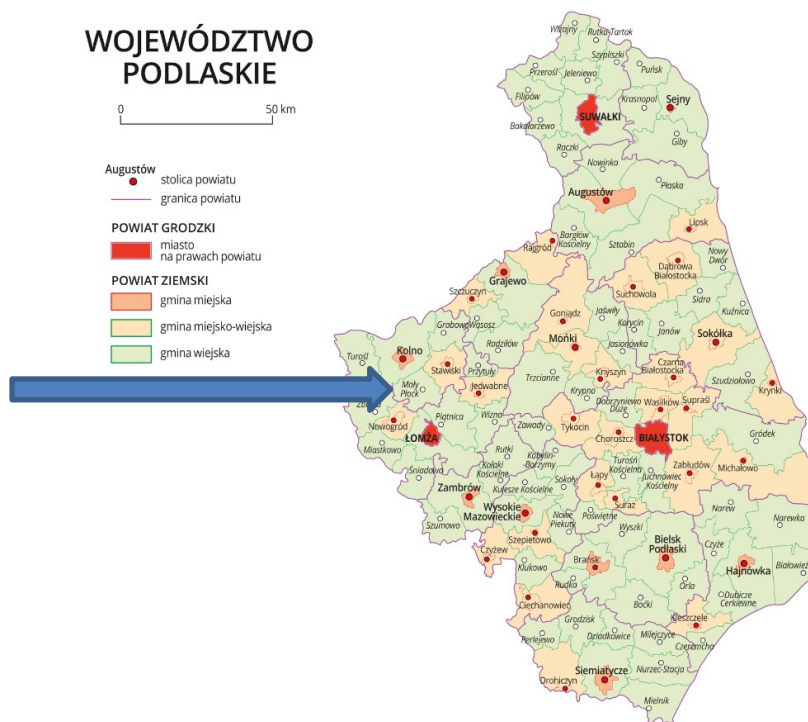 WOJEWÓDZTWO
PODLASKIE
0
50 km
Augustów
stolica powiatu
granica powiatu
POWIAT GRODZKI
miasto
na prawach powiatu
POWIAT ZIEMSKI
gmina miejska
gmina miejsko-wiejska
gmina wiejska
Wiżajny
Rutka-Tartak
Szypliszki
Przerośl
Jeleniewo
Puńsk
Filipów
Krasnopol
Sejny
SUWAŁKI
Bakałarzewo
Giby
Raczki
Nowinka
Augustów
Płaska
Lipsk
Bargłów
Kościelny
Rajgród
Sztabin
Nowy
Dwór
Dąbrowa
Białostocka
Grajewo
Szczuczyn
Suchowola
Sidra
Kuźnica
Goniądz
Jaświły
Korycin
Janów
Grabowo
Wąsosz
Mońki
Sokółka
Radziłów
Jasionówka
Kolno
Turośl
Stawiski
Przytuły
Trzcianne
Knyszyn
Czarna
Białostocka
Szudziałowo
Mały
Płock
Jedwabne
Krypno
Krynki
Dobrzyniewo
Duże
Wasilków
Supraśl
Nowogród
Piątnica
Wizna
Zawady
Tykocin
Choroszcz
BIAŁYSTOK
Gródek
ŁOMŻA
Miastkowo
Rutki
Kobylin-
Borzymy
Turośń
Kościelna
Juchnowiec
Kościelny
Zabłudów
Michałowo
Śniadowo
Kołaki
Kościelne
Sokoły
Łapy
Zambrów
Kulesze Kościelne
Suraż
Poświętne
Narew
Wysokie
Mazowieckie
Nowe
Piekuty
Narewka
Szumowo
Szepietowo
Wyszki
Czyże
Bielsk
Podlaski
Czyżew
Klukowo
Brańsk
Hajnówka
Białowieża
Rudka
Orla
Dubicze
Cerkiewne
Ciechanowiec
Boćki
Kleszczele
Grodzisk
Perlejewo
Dziadkowice
Milejczyce
Czeremcha
Siemiatycze
Nurzec-Stacja
Drohiczyn
Mielnik